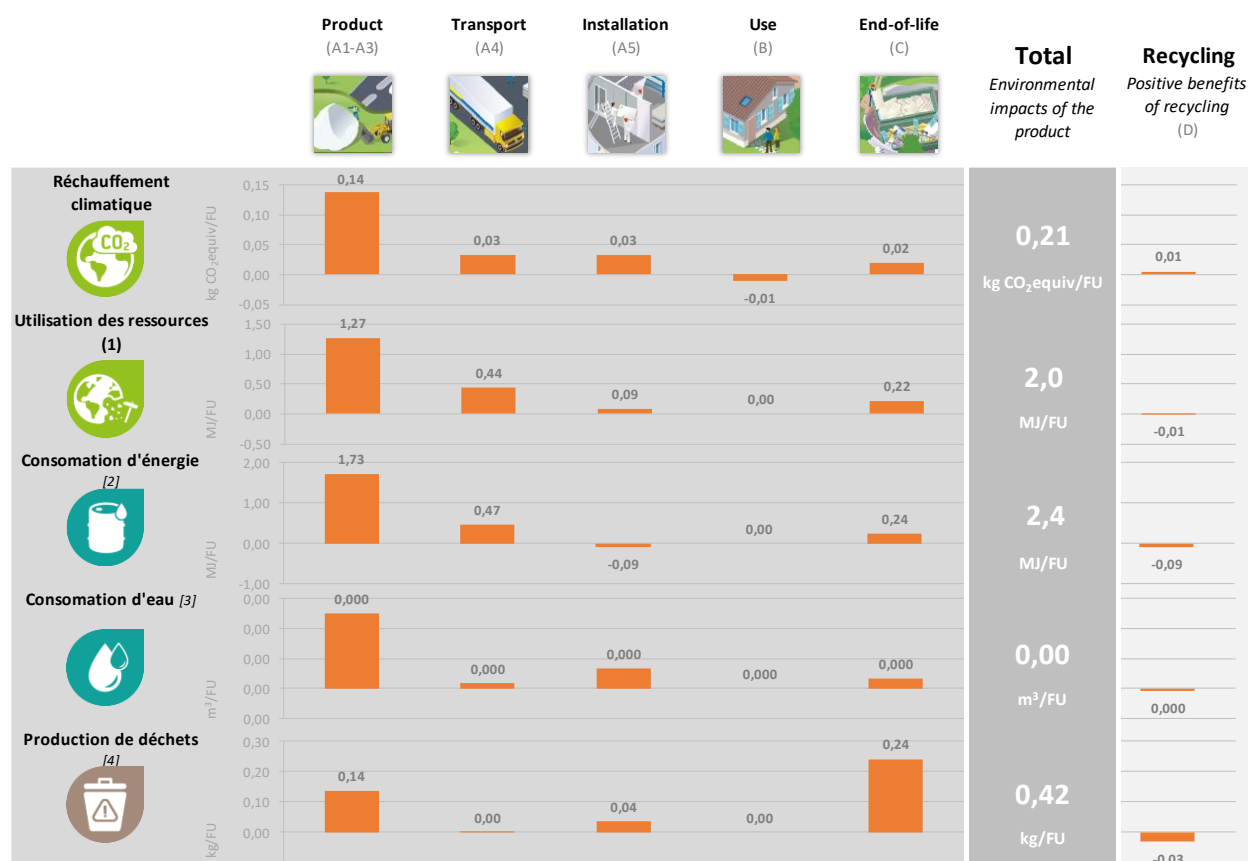 Product
(A1-A3)
Transport
(A4)
Installation
(A5)
Use
(B)
End-of-life
(C)
Total
Environmental
impacts of the
product
Recycling
Positive benefits
of recycling
(D)
Réchauffement
climatique
CO₂
kg CO₂equiv/FU
0,15
0,10
0,05
0,00
-0,05
0,14
0,03
0,03
-0,01
0,02
0,21
kg CO₂equiv/FU
0,01
Utilisation des ressources
(1)
MJ/FU
1,50
1,00
0,50
0,00
-0,50
1,27
0,44
0,09
0,00
0,22
2,0
MJ/FU
-0,01
Consomation d'énergie
[2]
MJ/FU
2,00
1,00
0,00
-1,00
1,73
0,47
-0,09
0,00
0,24
2,4
MJ/FU
-0,09
Consomation d'eau [3]
m³/FU
0,00
0,00
0,00
0,00
0,00
0,000
0,000
0,000
0,000
0,000
0,00
m³/FU
0,000
Production de déchets
[4]
kg/FU
0,30
0,20
0,10
0,00
0,14
0,00
0,04
0,00
0,24
0,42
kg/FU
-0,03